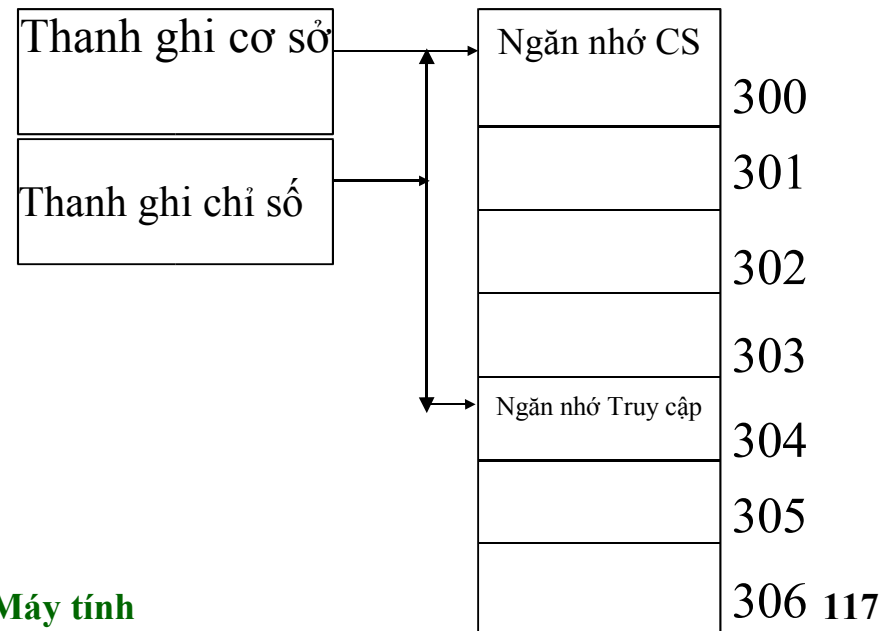 Thanh ghi cơ sở
Ngăn nhớ CS
300
301
Thanh ghi chỉ số
302
303
Ngăn nhớ Truy cập
304
305
306
Máy tính
117